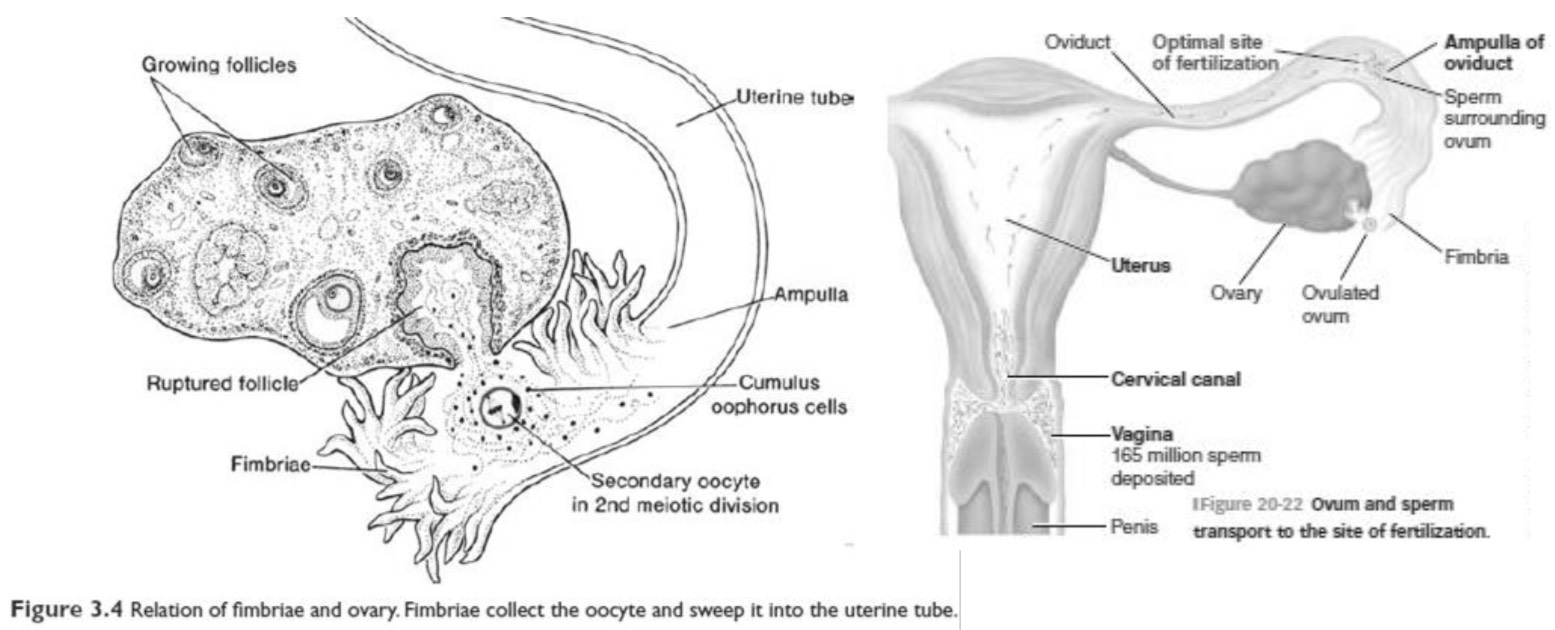 Growing follicles
Uterine tube
Ampulla
Ruptured follicle
Cumulus
oophorus cells
Fimbriae
Secondary oocyte
in 2nd meiotic division
Figure 3.4 Relation of fimbriae and ovary. Fimbriae collect the oocyte and sweep it into the uterine tube.
Oviduct
Optimal site
of fertilization
Ampulla of
oviduct
Sperm
surrounding
ovum
Fimbria
Uterus
Ovary
Ovulated
ovum
Cervical canal
Vagina
165 million sperm
deposited
Penis
Figure 20-22 Ovum and sperm
transport to the site of fertilization.